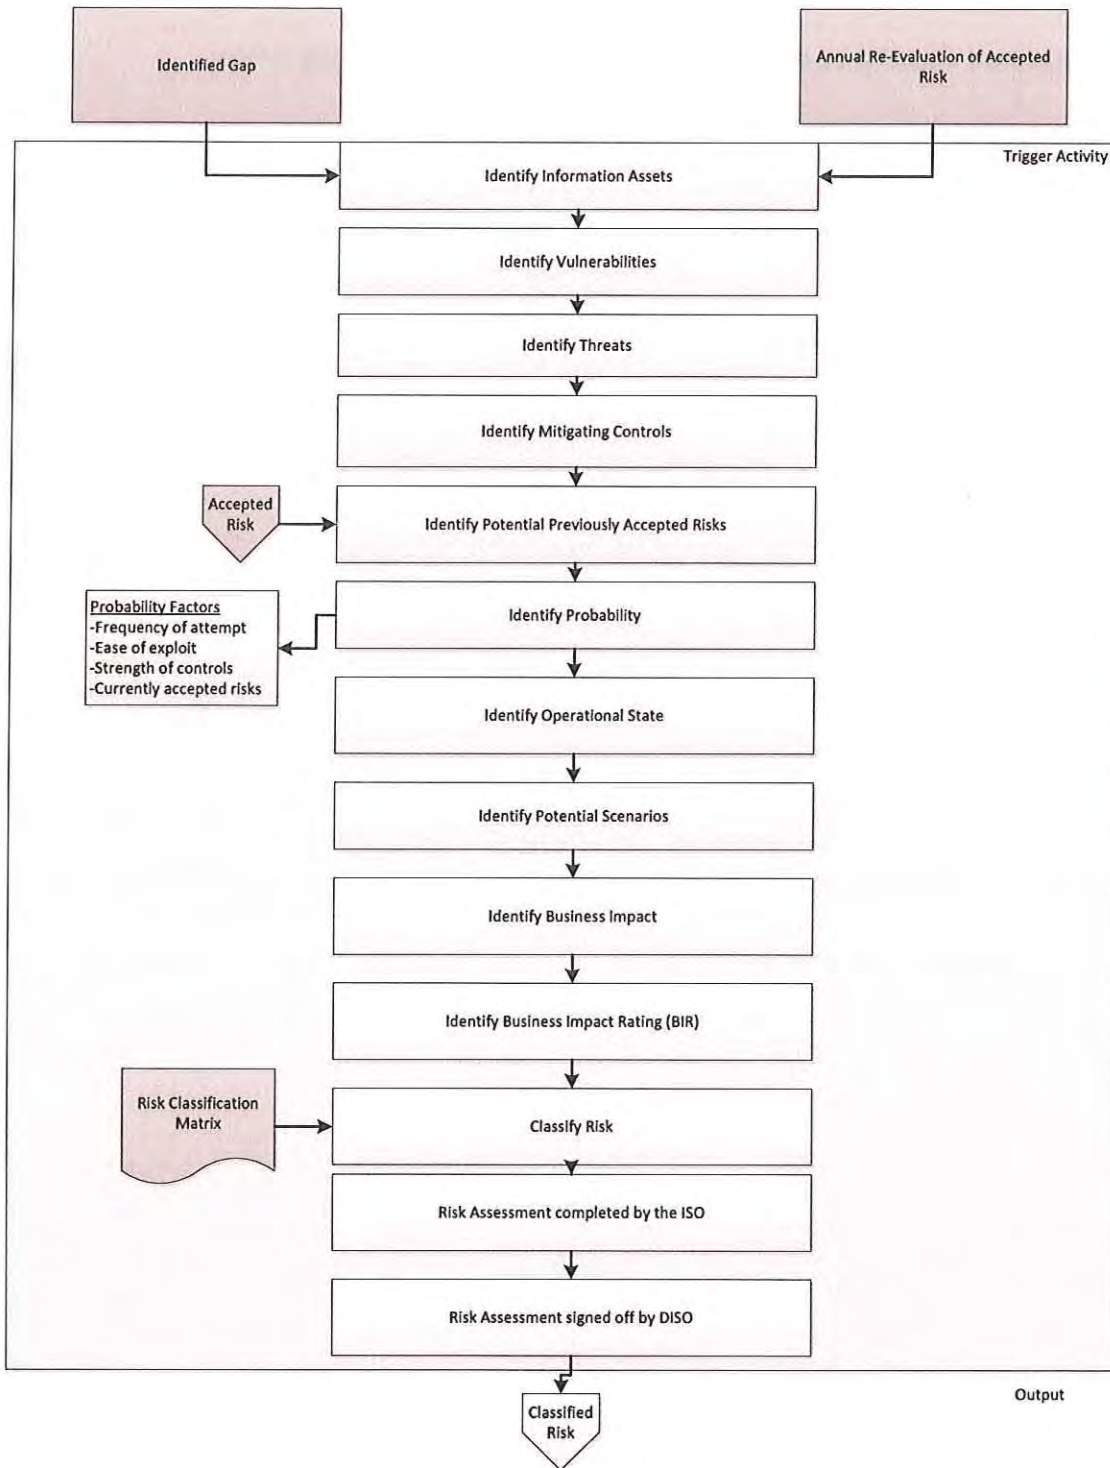 Identified Gap
Annual Re-Evaluation of Accepted
Risk
Trigger Activity
Identify Information Assets
Identify Vulnerabilities
Identify Threats
Identify Mitigating Controls
Accepted
Risk
Identify Potential Previously Accepted Risks
Identify Probability
Probability Factors
-Frequency of attempt
-Ease of exploit
-Strength of controls
-Currently accepted risks
Identify Operational State
Identify Potential Scenarios
Identify Business Impact
Identify Business Impact Rating (BIR)
Risk Classification
Matrix
Classify Risk
Risk Assessment completed by the ISO
Risk Assessment signed off by DISO
Output
Classified
Risk